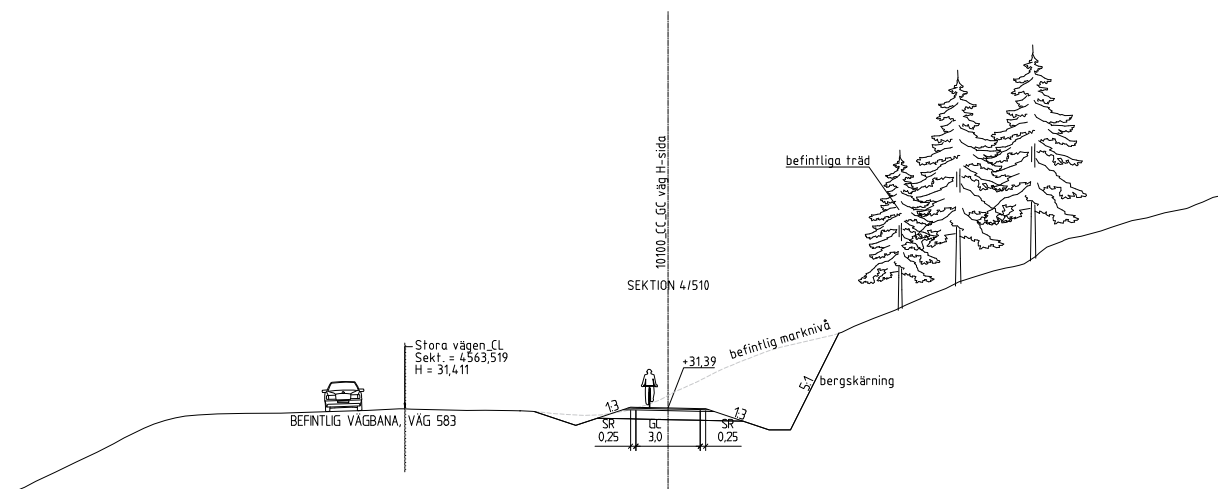 10100_CC_GC väg H-sida
befintliga träd
SEKTION 4/510
befintlig marknivå
Stora vägen_CL
Sekt. = 4563,519
H = 31,411
+31,39
5:1
bergskärning
1:3
1:3
BEFINTLIG VÄGBANA, VÄG 583
SR
GL
SR
0,25
3,0
0,25